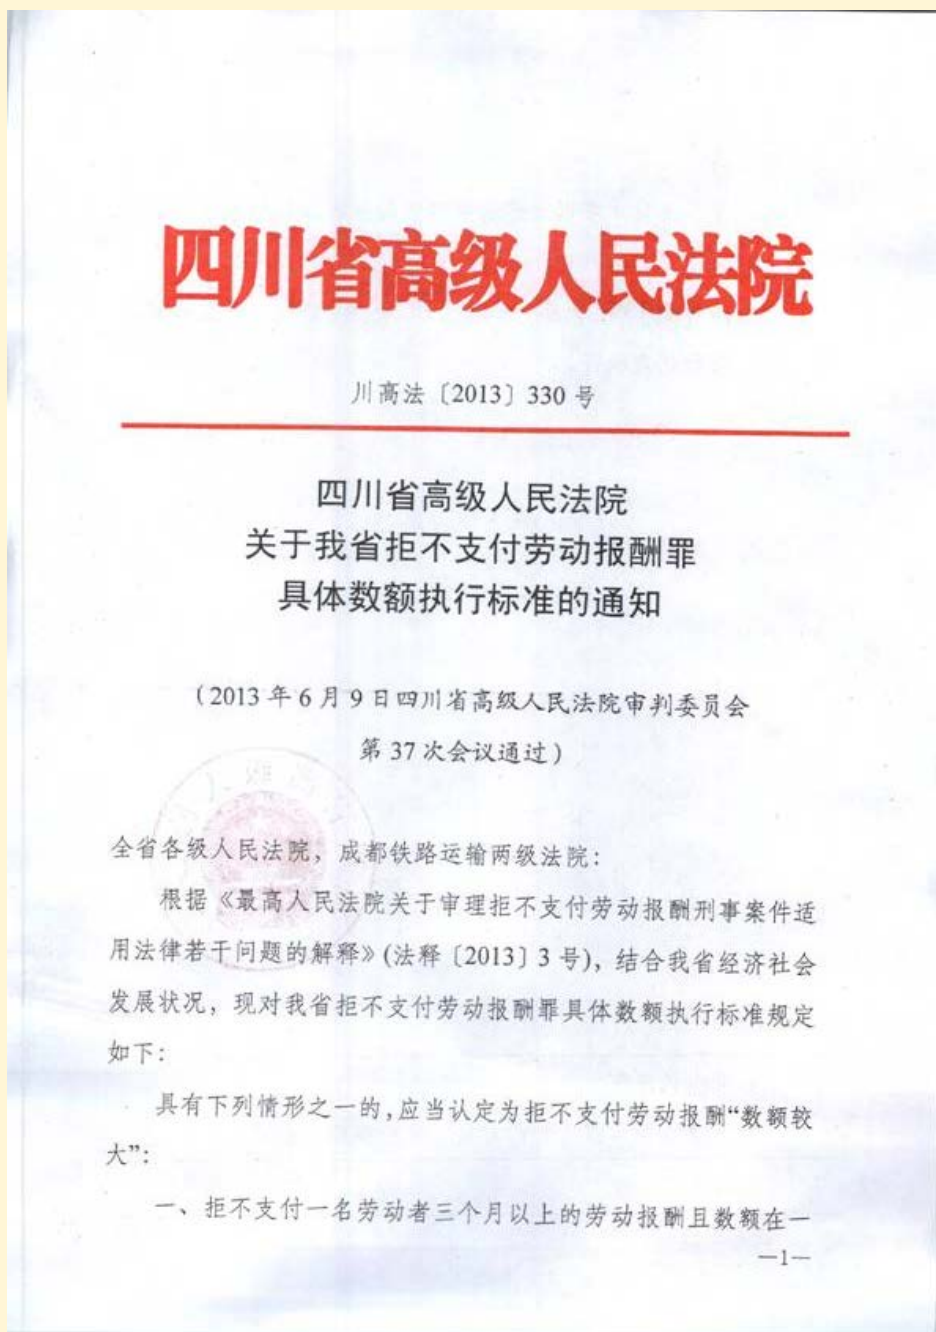 四川省高级人民法院
川高法〔2013〕330号
四川省高级人民法院
关于我省拒不支付劳动报酬罪
具体数额执行标准的通知
(2013年6月9日四川省高级人民法院审判委员会
第37次会议通过)
全省各级人民法院，成都铁路运输两级法院：
根据《最高人民法院关于审理拒不支付劳动报酬刑事案件适
用法律若干问题的解释》(法释〔2013〕3号)，结合我省经济社会
发展状况，现对我省拒不支付劳动报酬罪具体数额执行标准规定
如下：
具有下列情形之一的,应当认定为拒不支付劳动报酬“数额较
大”：
一、拒不支付一名劳动者三个月以上的劳动报酬且数额在一
—1—